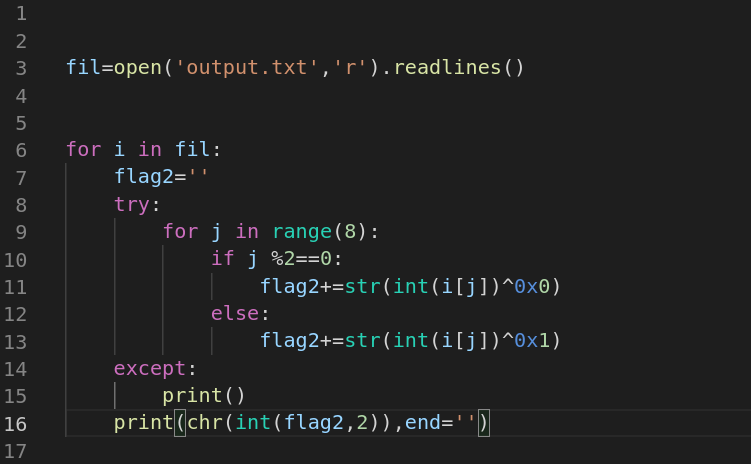 1
2
3 fil=open('output.txt','r').readlines()
4
5
6 for i in fil:
7     flag2=''
8     try:
9         for j in range(8):
10             if j %2==0:
11                 flag2+=str(int(i[j])^0x0)
12             else:
13                 flag2+=str(int(i[j])^0x1)
14     except:
15         print()
16     print(chr(int(flag2,2)),end='')
17